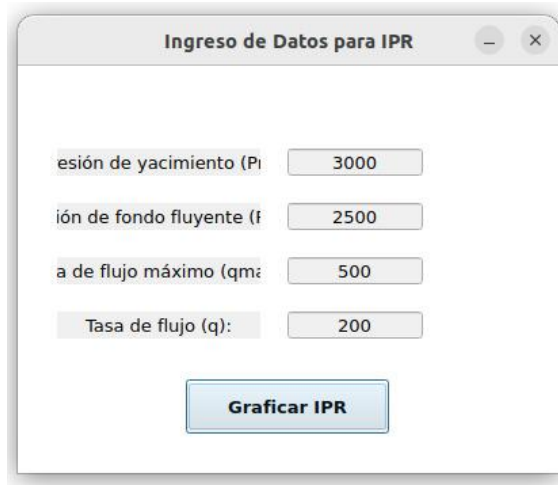 Ingreso de Datos para IPR
esión de yacimiento (P 3000
ión de fondo fluyente ( 2500
a de flujo máximo (qma 500
Tasa de flujo (q): 200
Graficar IPR